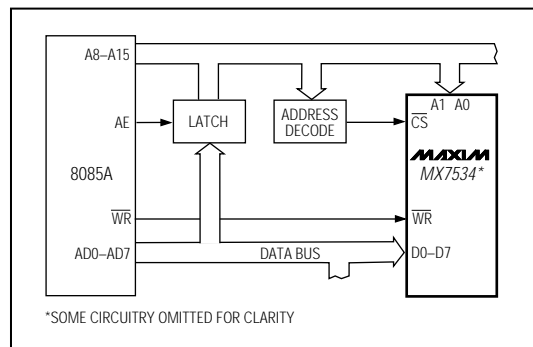 A8–A15
A1 A0
AE
LATCH
ADDRESS
DECODE
CS
MAXIM
MX7534*
8085A
WR
WR
AD0–AD7
DATA BUS
D0–D7
*SOME CIRCUITRY OMITTED FOR CLARITY